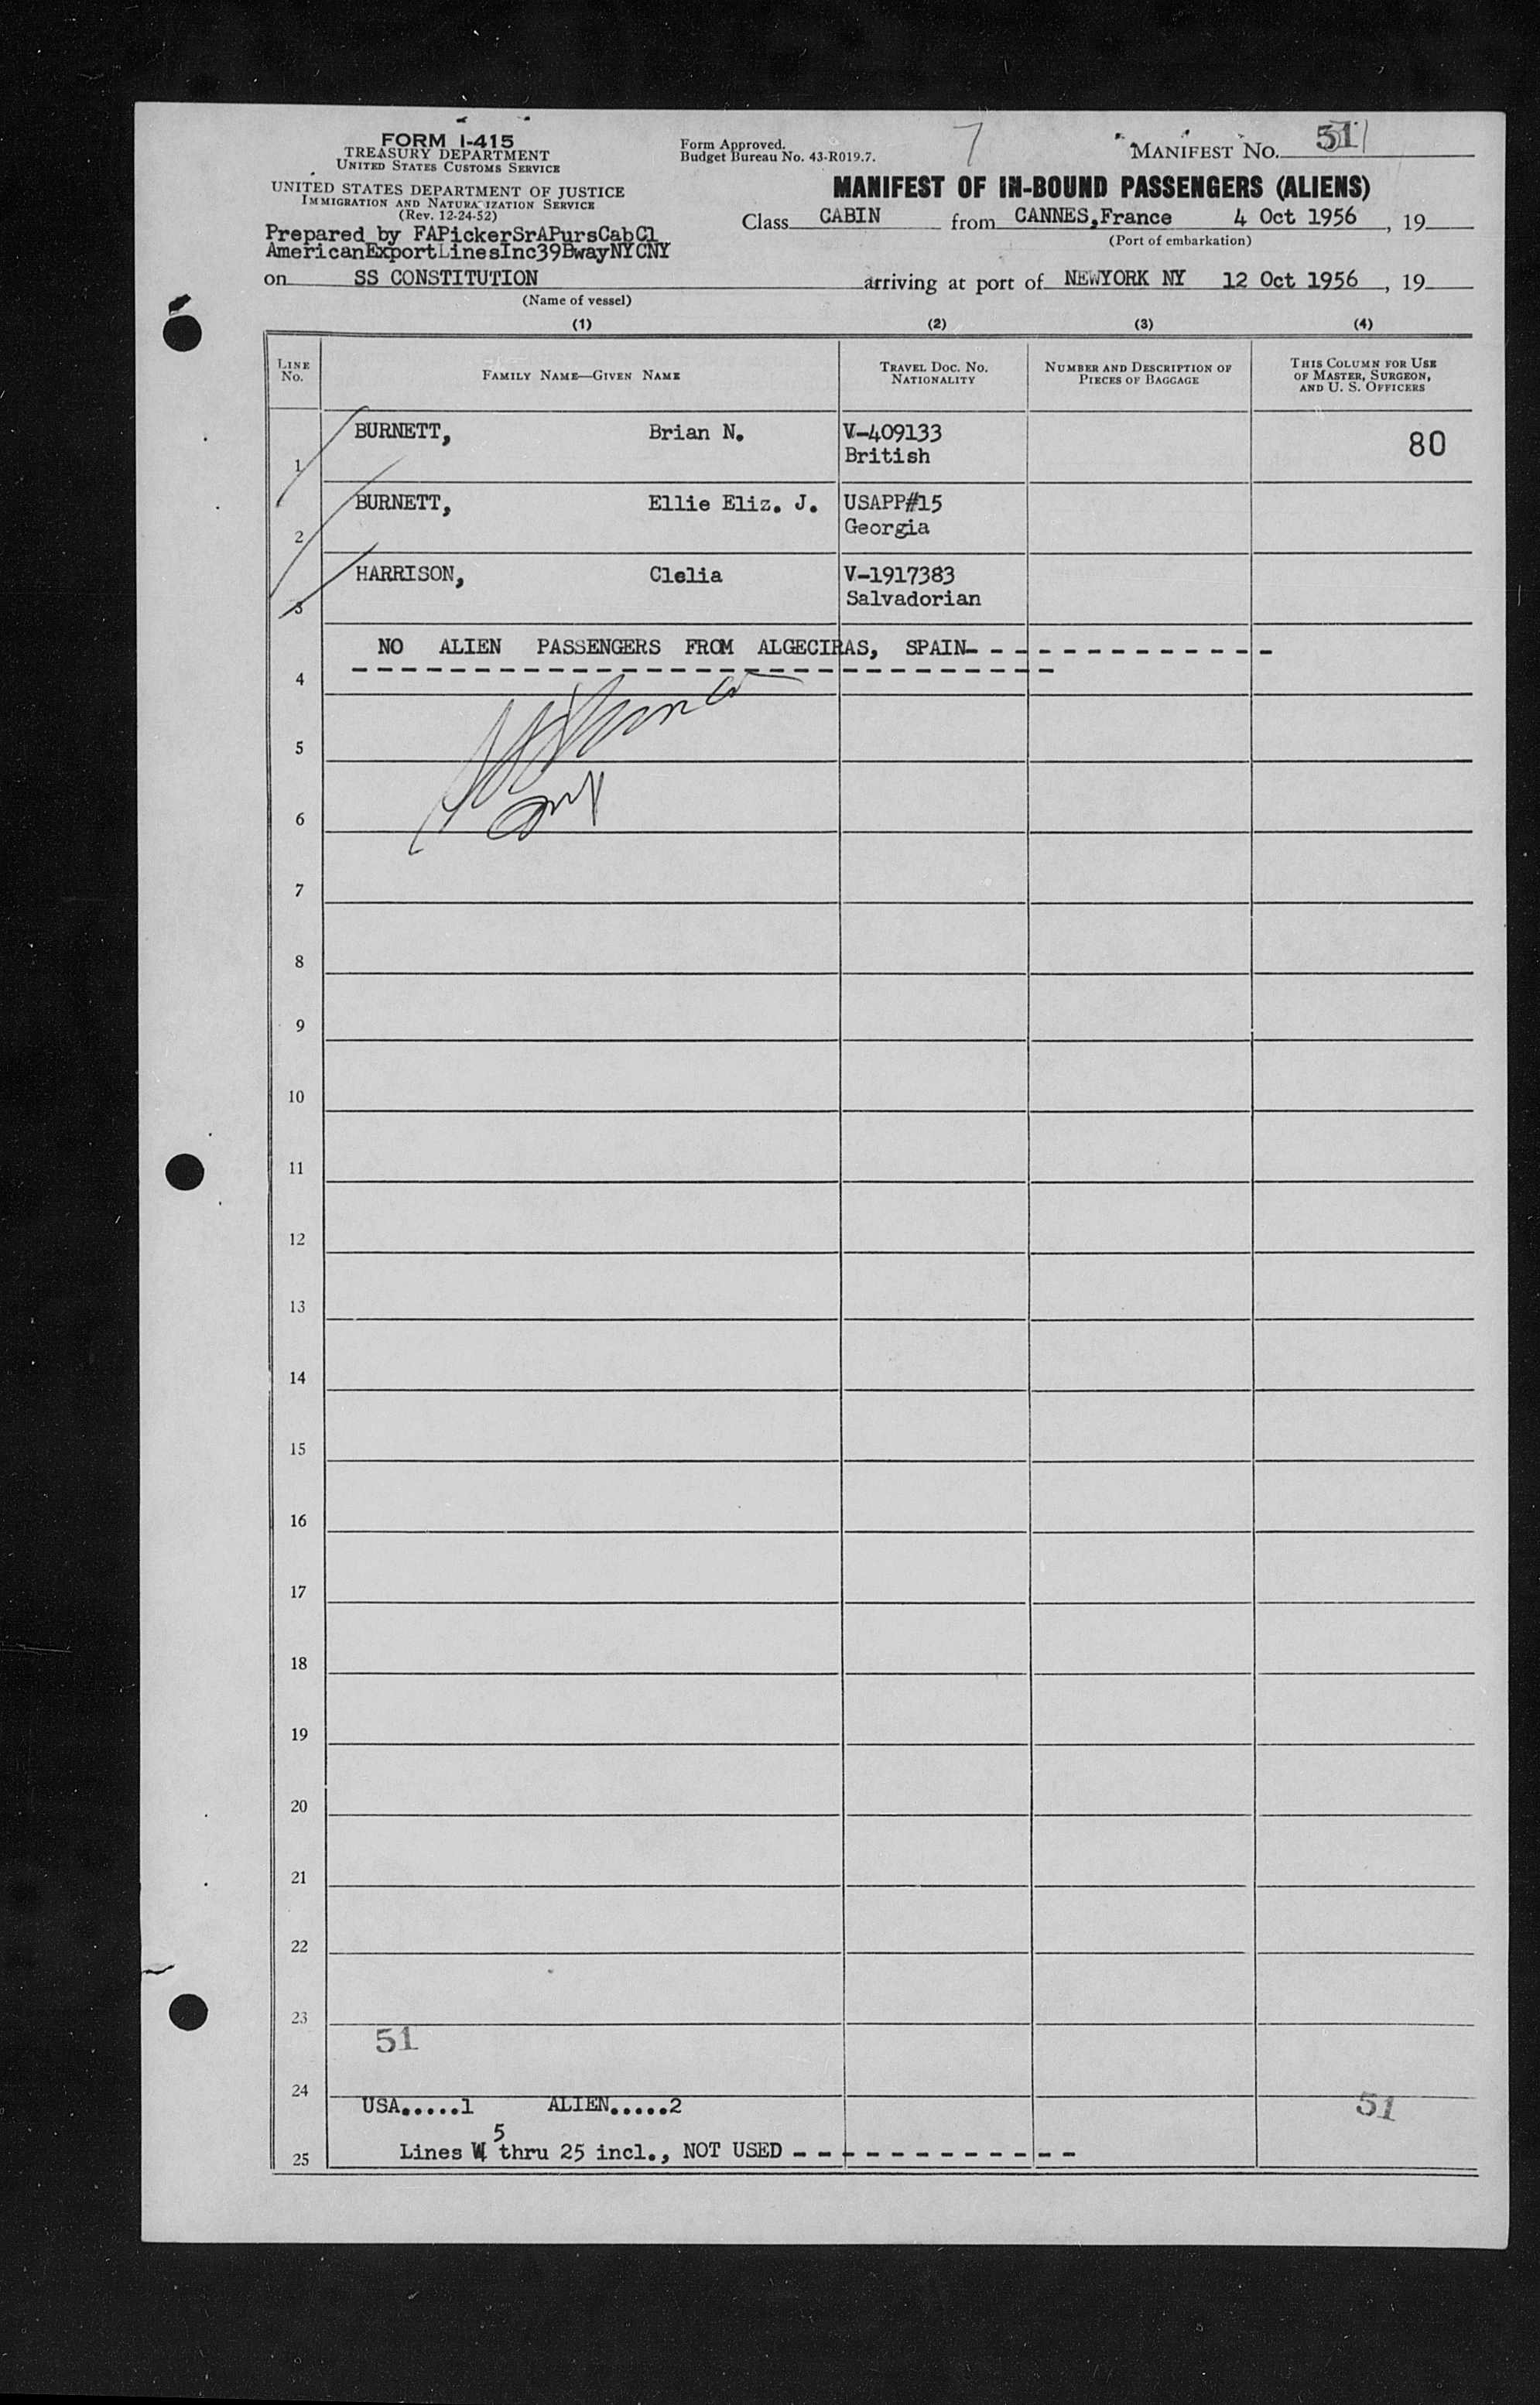 FORM I-415
TREASURY DEPARTMENT
UNITED STATES CUSTOMS SERVICE
UNITED STATES DEPARTMENT OF JUSTICE
IMMIGRATION AND NATURALIZATION SERVICE
(Rev. 12-24-52)
Prepared by FAPickerSrAPursCabCl
AmericanExportLinesInc39BwayNYCNY
Form Approved.
Budget Bureau No. 43-R019.7.
7
MANIFEST NO. 51
MANIFEST OF IN-BOUND PASSENGERS (ALIENS)
Class CABIN from CANNES,France 4 Oct 1956, 19
(Port of embarkation)
on SS CONSTITUTION arriving at port of NEWYORK NY 12 Oct 1956, 19
(Name of vessel)
(1) (2) (3) (4)
LINE NO. FAMILY NAME—GIVEN NAME TRAVEL DOC. NO. NATIONALITY NUMBER AND DESCRIPTION OF PIECES OF BAGGAGE THIS COLUMN FOR USE OF MASTER, SURGEON, AND U. S. OFFICERS
1 BURNETT, Brian N. V-409133 80
British
2 BURNETT, Ellie Eliz. J. USAPP#15
Georgia
3 HARRISON, Clelia V-1917383
Salvadorian
NO ALIEN PASSENGERS FROM ALGECIRAS, SPAIN- - - - - - - - - - - - - -
4
5
6
7
8
9
10
11
12
13
14
15
16
17
18
19
20
21
22
23
51
24
USA.....1 ALIEN.....2 51
5
25 Lines 4 thru 25 incl., NOT USED - - - - - - - - - - - -